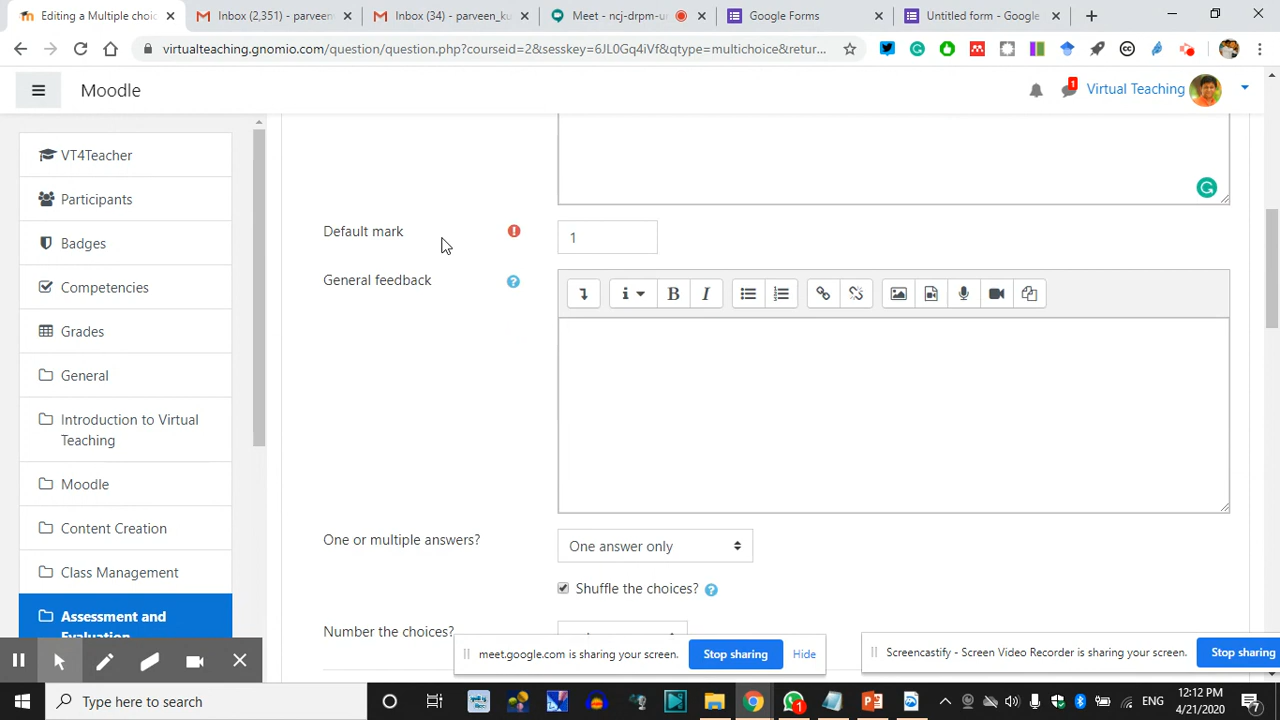 Editing a Multiple choic
Inbox (2,351) - parveen
Inbox (34) - parveen_ku
Meet - ncj-drpm-u
Google Forms
Untitled form - Google
virtualteaching.gnomio.com/question/question.php?courseid=2&sesskey=6JL0Gq4iVf&qtype=multichoice&retur...
Moodle
1
Virtual Teaching
VT4Teacher
Participants
Badges
Competencies
Grades
General
Introduction to Virtual
Teaching
Moodle
Content Creation
Class Management
Assessment and
Evaluation
Default mark
1
General feedback
i
B
I
One or multiple answers?
One answer only
Shuffle the choices?
Number the choices?
meet.google.com is sharing your screen.
Stop sharing
Hide
Screencastify - Screen Video Recorder is sharing your screen.
Stop sharing
Type here to search
1
ENG
12:12 PM
4/21/2020
7